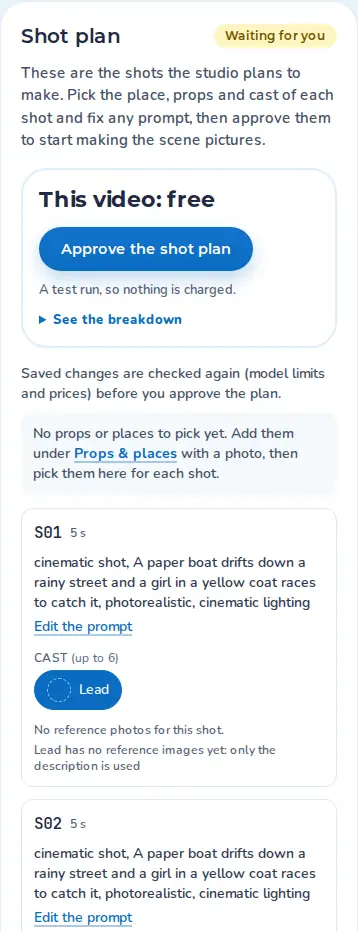 Shot plan
Waiting for you
These are the shots the studio plans to
make. Pick the place, props and cast of each
shot and fix any prompt, then approve them
to start making the scene pictures.
This video: free
Approve the shot plan
A test run, so nothing is charged.
▶ See the breakdown
Saved changes are checked again (model limits
and prices) before you approve the plan.
No props or places to pick yet. Add them
under Props & places with a photo, then
pick them here for each shot.
S01 5 s
cinematic shot, A paper boat drifts down a
rainy street and a girl in a yellow coat races
to catch it, photorealistic, cinematic lighting
Edit the prompt
CAST (up to 6)
Lead
No reference photos for this shot.
Lead has no reference images yet: only the
description is used
S02 5 s
cinematic shot, A paper boat drifts down a
rainy street and a girl in a yellow coat races
to catch it, photorealistic, cinematic lighting
Edit the prompt